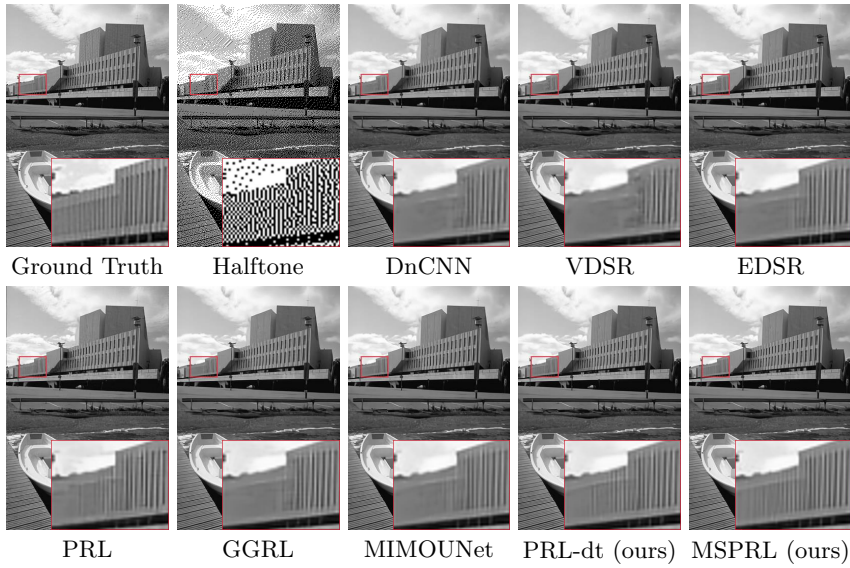 Ground Truth
Halftone
DnCNN
VDSR
EDSR
PRL
GGRL
MIMOUNet
PRL-dt (ours)
MSPRL (ours)